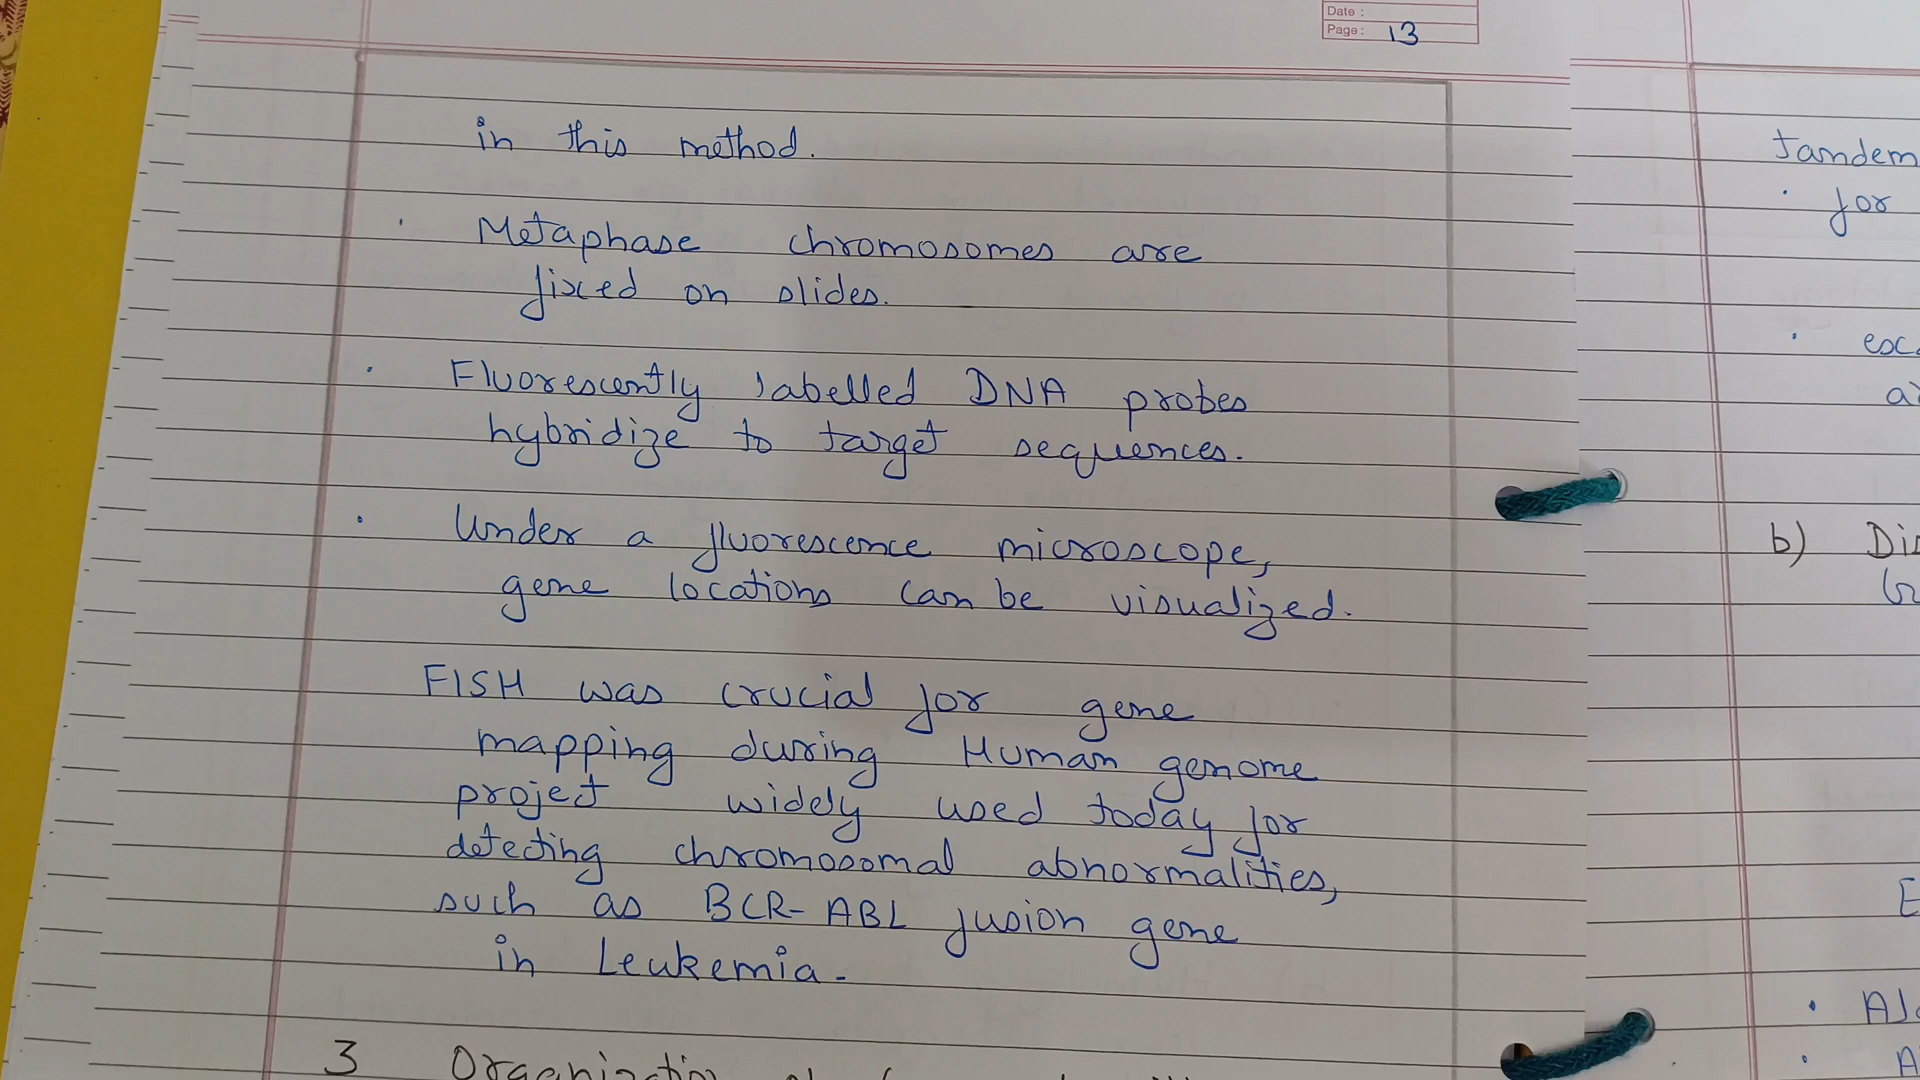 Date :
Page : 13
in this method.
• Metaphase chromosomes are
fixed on slides.
• Fluorescently labelled DNA probes
hybridize to target sequences.
• Under a fluorescence microscope,
gene locations can be visualized.
FISH was crucial for gene
mapping during Human genome
project widely used today for
detecting chromosomal abnormalities,
such as BCR-ABL fusion gene
in Leukemia.
3 Organization of
tandem
• for
b)